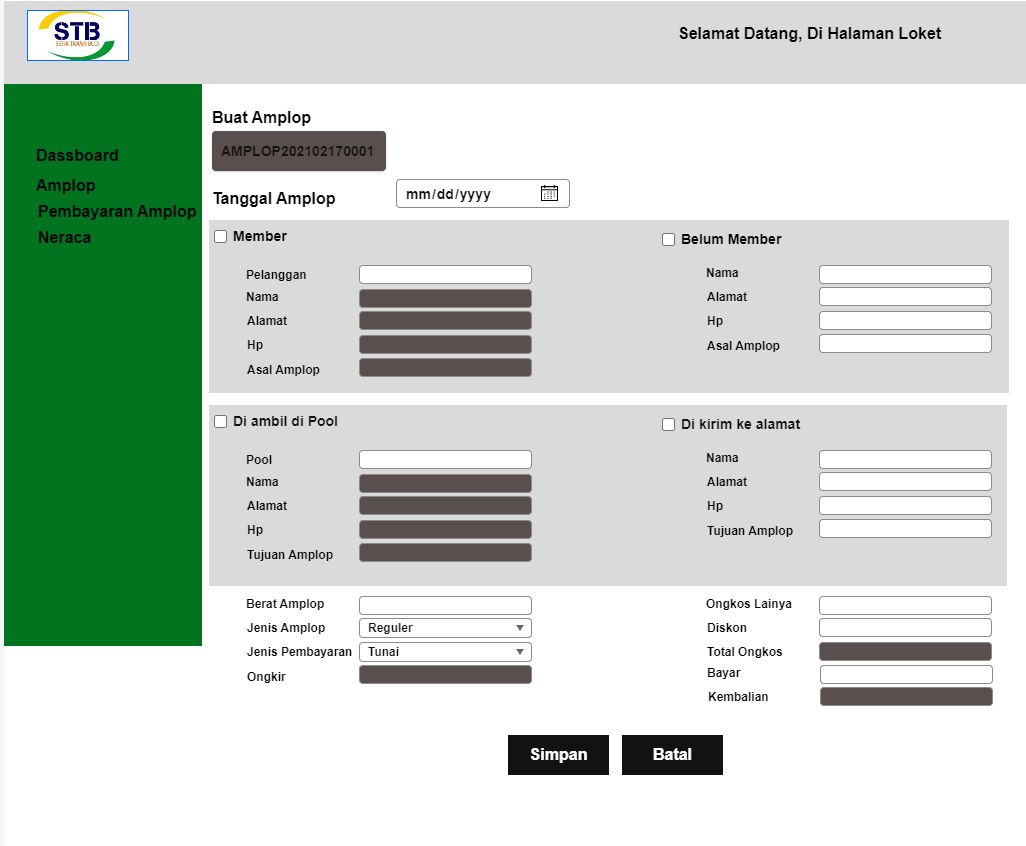 STB
SETIA TRANS BUDI
Selamat Datang, Di Halaman Loket
Dassboard
Amplop
Pembayaran Amplop
Neraca
Buat Amplop
AMPLOP202102170001
Tanggal Amplop
mm/dd/yyyy
Member
Pelanggan
Nama
Alamat
Hp
Asal Amplop
Belum Member
Nama
Alamat
Hp
Asal Amplop
Di ambil di Pool
Pool
Nama
Alamat
Hp
Tujuan Amplop
Di kirim ke alamat
Nama
Alamat
Hp
Tujuan Amplop
Berat Amplop
Jenis Amplop Reguler
Jenis Pembayaran Tunai
Ongkir
Ongkos Lainya
Diskon
Total Ongkos
Bayar
Kembalian
Simpan Batal